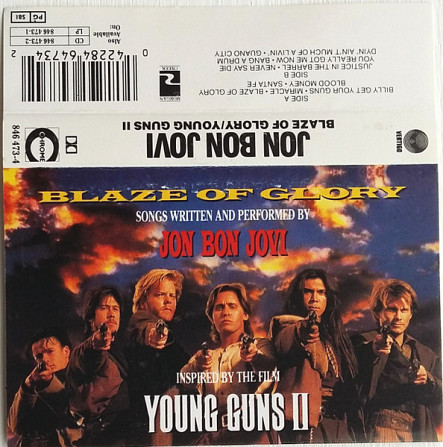 VERTIGO
JON BON JOVI
BLAZE OF GLORY/YOUNG GUNS II
CHROME
846 473-4
SIDE A
BILLY GET YOUR GUNS • MIRACLE • BLAZE OF GLORY
BLOOD MONEY • SANTA FE
SIDE B
JUSTICE IN THE BARREL • NEVER SAY DIE
YOU REALLY GOT ME NOW • BANG A DRUM
DYIN' AIN'T MUCH OF A LIVIN' • GUANO CITY
MORGAN CREEK
0 42284 64734 2
Also
Available
On:
CD 846 473-2
LP 846 473-1
BLAZE OF GLORY
SONGS WRITTEN AND PERFORMED BY
JON BON JOVI
INSPIRED BY THE FILM
YOUNG GUNS II